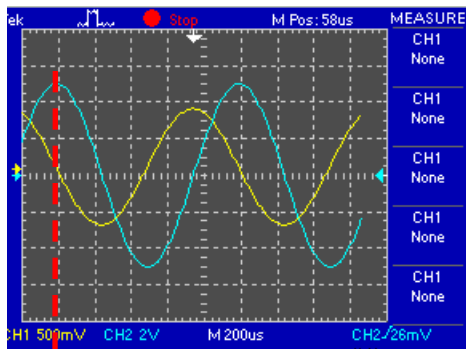 ek Stop M Pos: 58us MEASURE
CH1
None
CH1
None
CH1
None
CH1
None
CH1
None
CH1 500mV CH2 2V M 200us CH2 ∕26mV